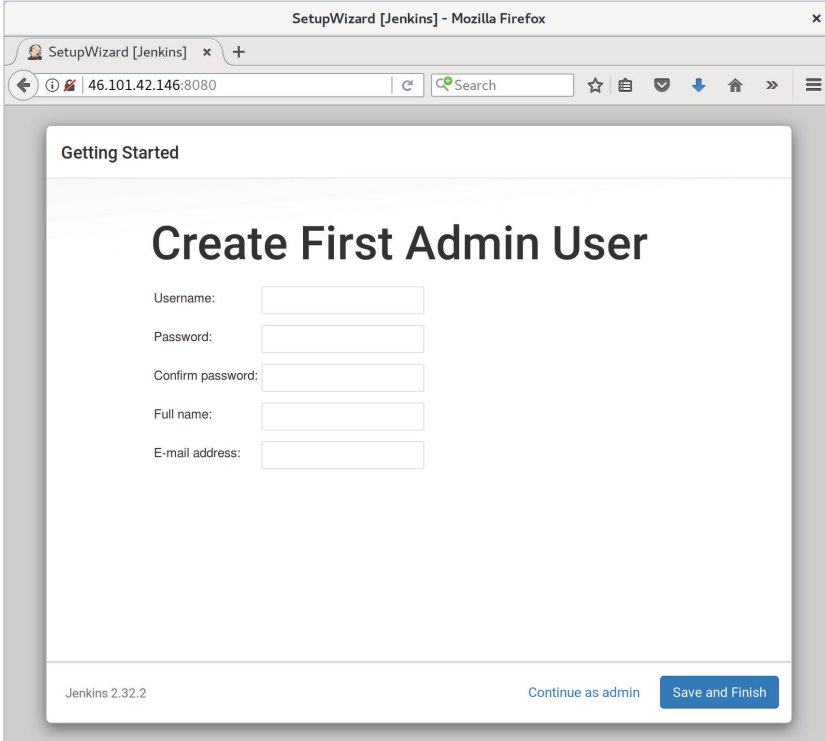 SetupWizard [Jenkins] - Mozilla Firefox
SetupWizard [Jenkins]
46.101.42.146:8080
Search
Getting Started
Create First Admin User
Username:
Password:
Confirm password:
Full name:
E-mail address:
Jenkins 2.32.2
Continue as admin
Save and Finish